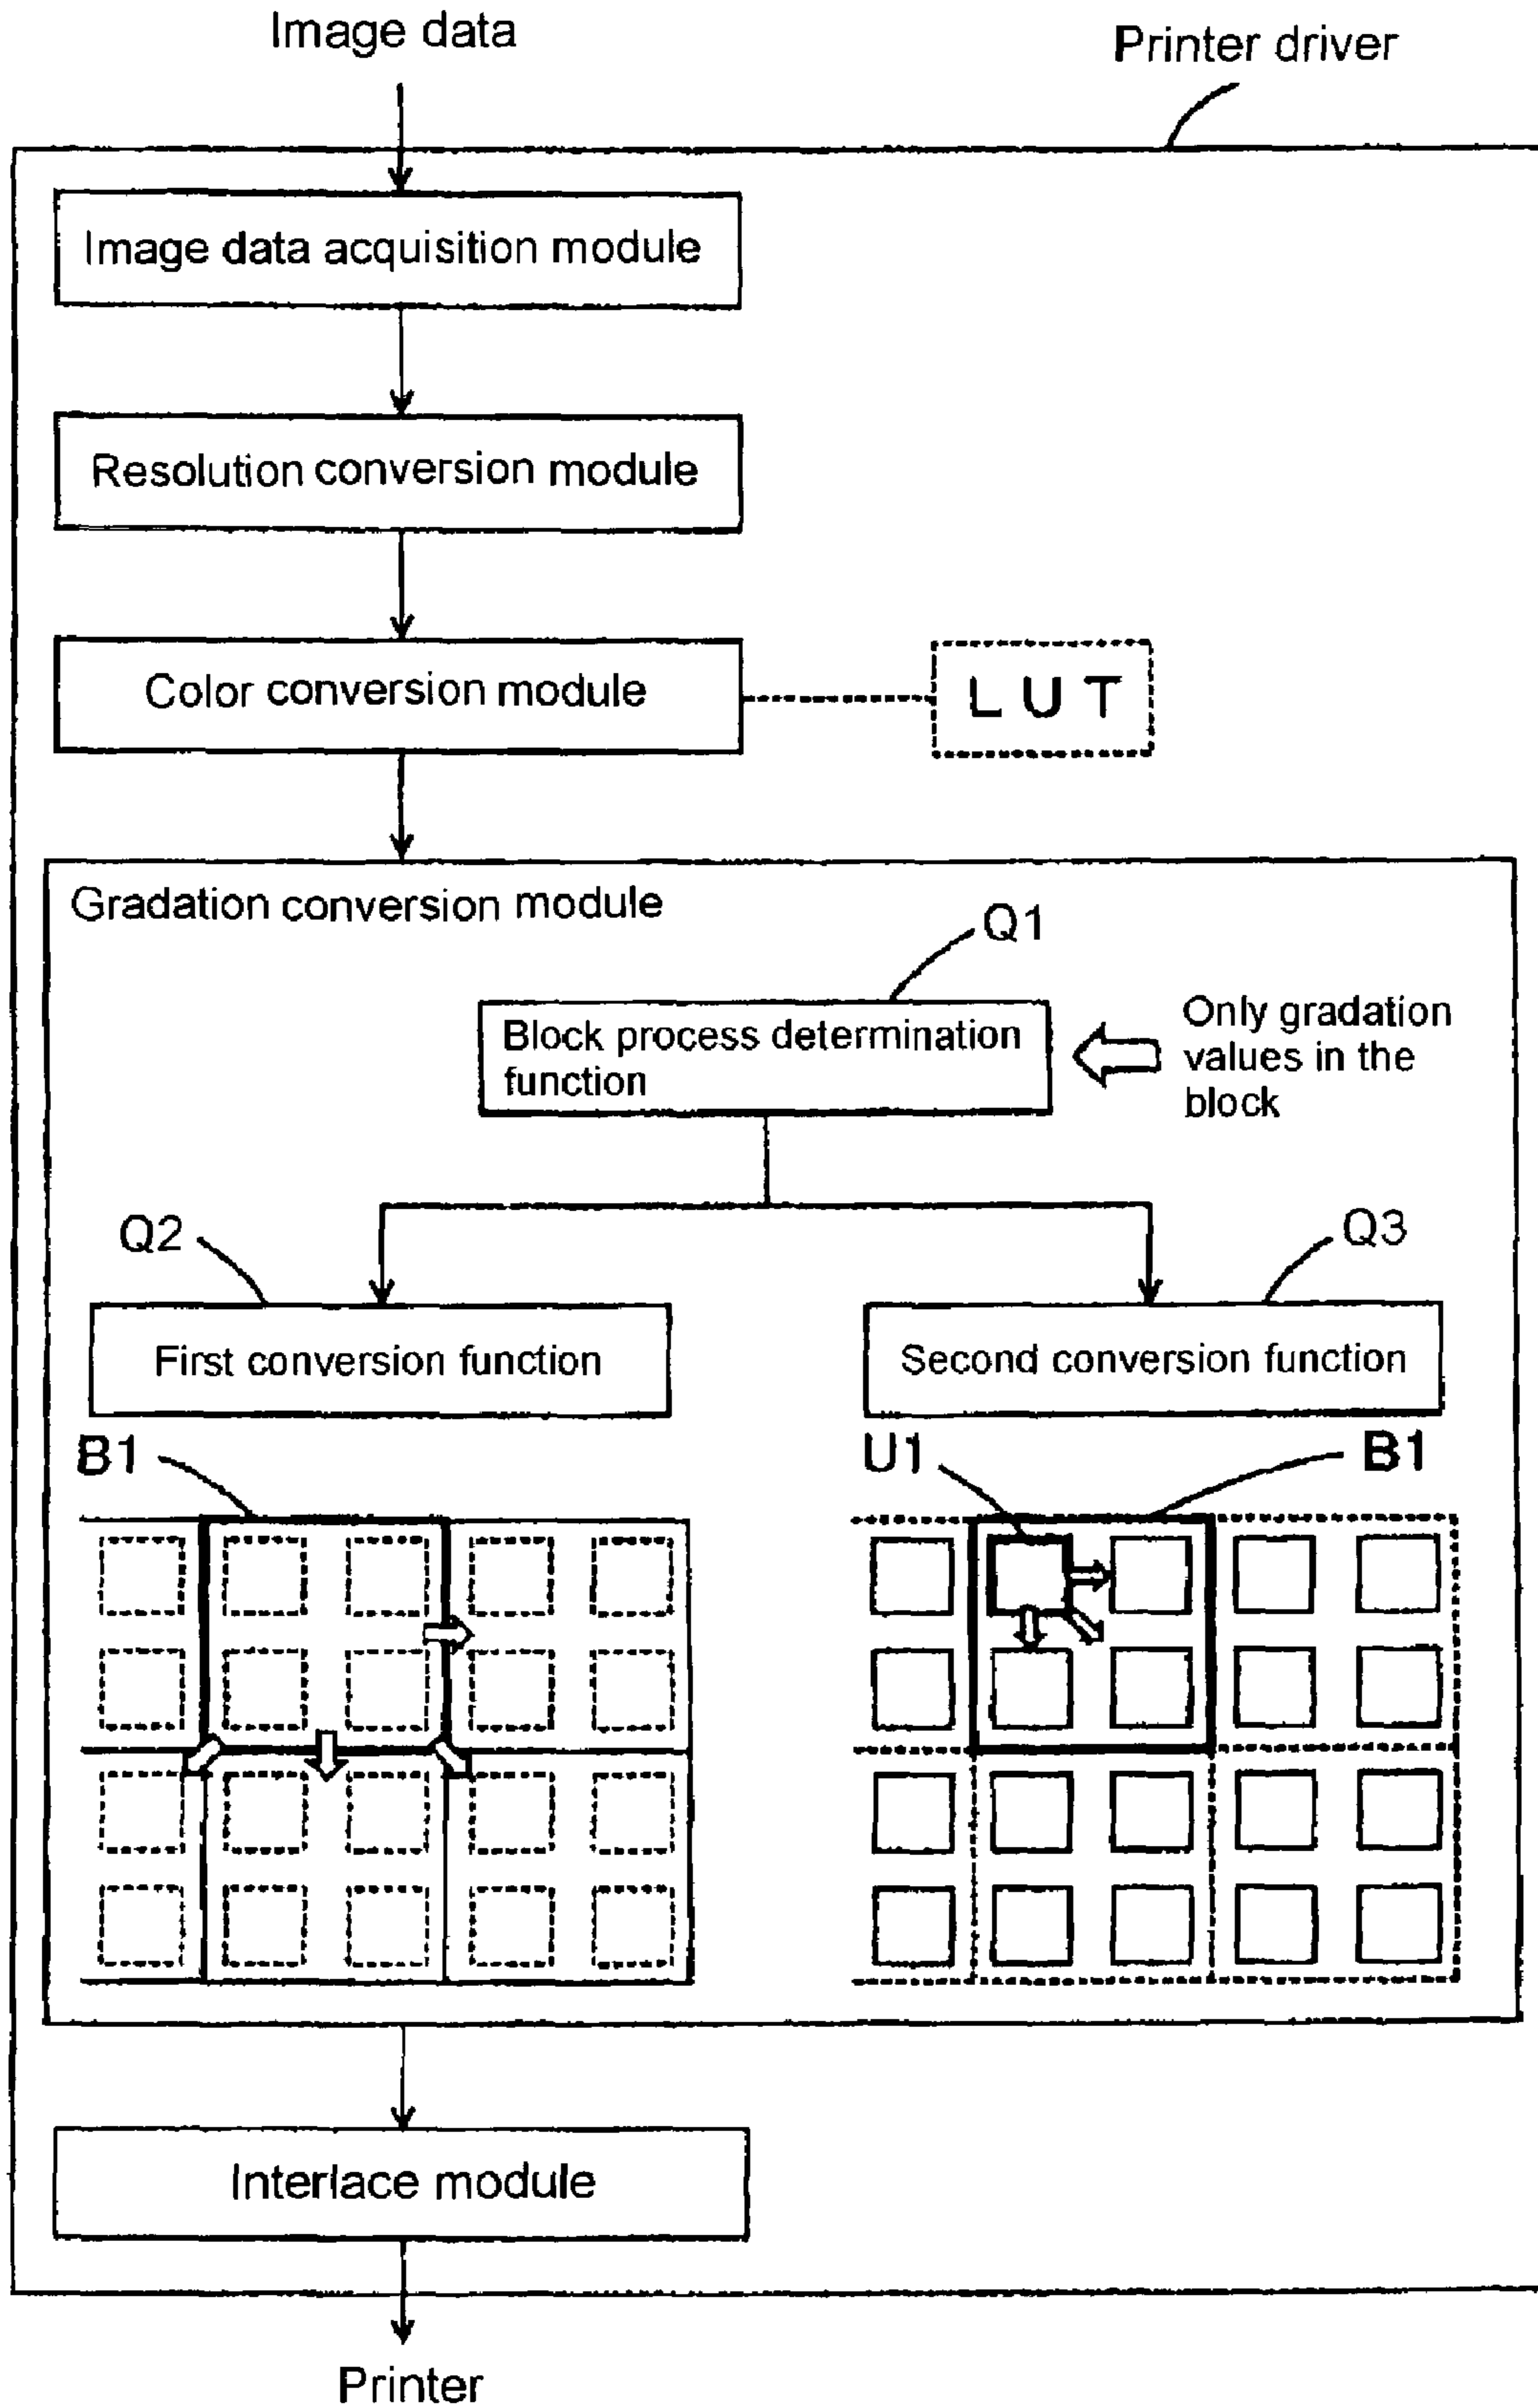 Image data
Printer driver
Image data acquisition module
Resolution conversion module
Color conversion module
L U T
Gradation conversion module
Q1
Block process determination
function
Only gradation
values in the
block
Q2
Q3
First conversion function
Second conversion function
B1
U1
B1
Interlace module
Printer